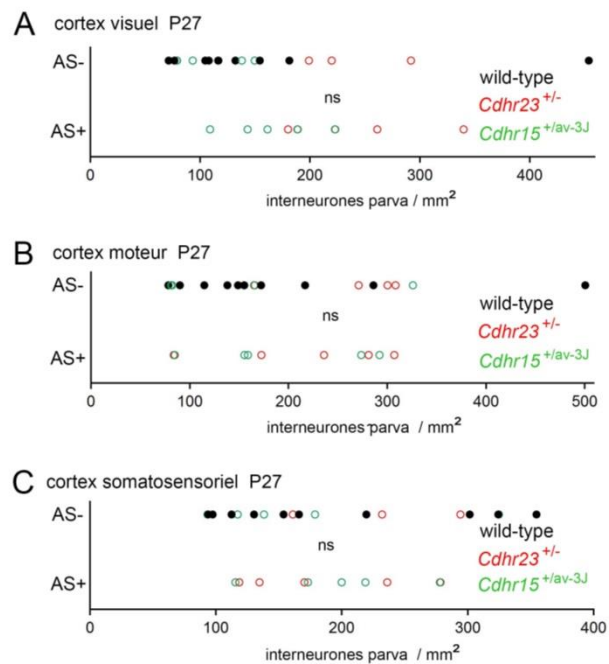 A cortex visuel P27
AS-
wild-type
ns
Cdhr23 +/-
Cdhr15 +/av-3J
AS+
0 100 200 300 400
interneurones parva / mm²
B cortex moteur P27
AS-
wild-type
ns
Cdhr23 +/-
Cdhr15 +/av-3J
AS+
0 100 200 300 400 500
interneurones parva / mm²
C cortex somatosensoriel P27
AS-
wild-type
ns
Cdhr23 +/-
Cdhr15 +/av-3J
AS+
0 100 200 300 400
interneurones parva / mm²